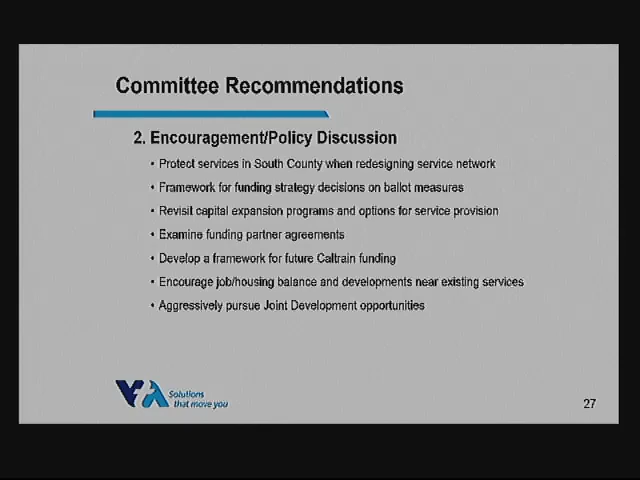 Committee Recommendations
2. Encouragement/Policy Discussion
• Protect services in South County when redesigning service network
• Framework for funding strategy decisions on ballot measures
• Revisit capital expansion programs and options for service provision
• Examine funding partner agreements
• Develop a framework for future Caltrain funding
• Encourage job/housing balance and developments near existing services
• Aggressively pursue Joint Development opportunities
VTA
Solutions
that move you
27